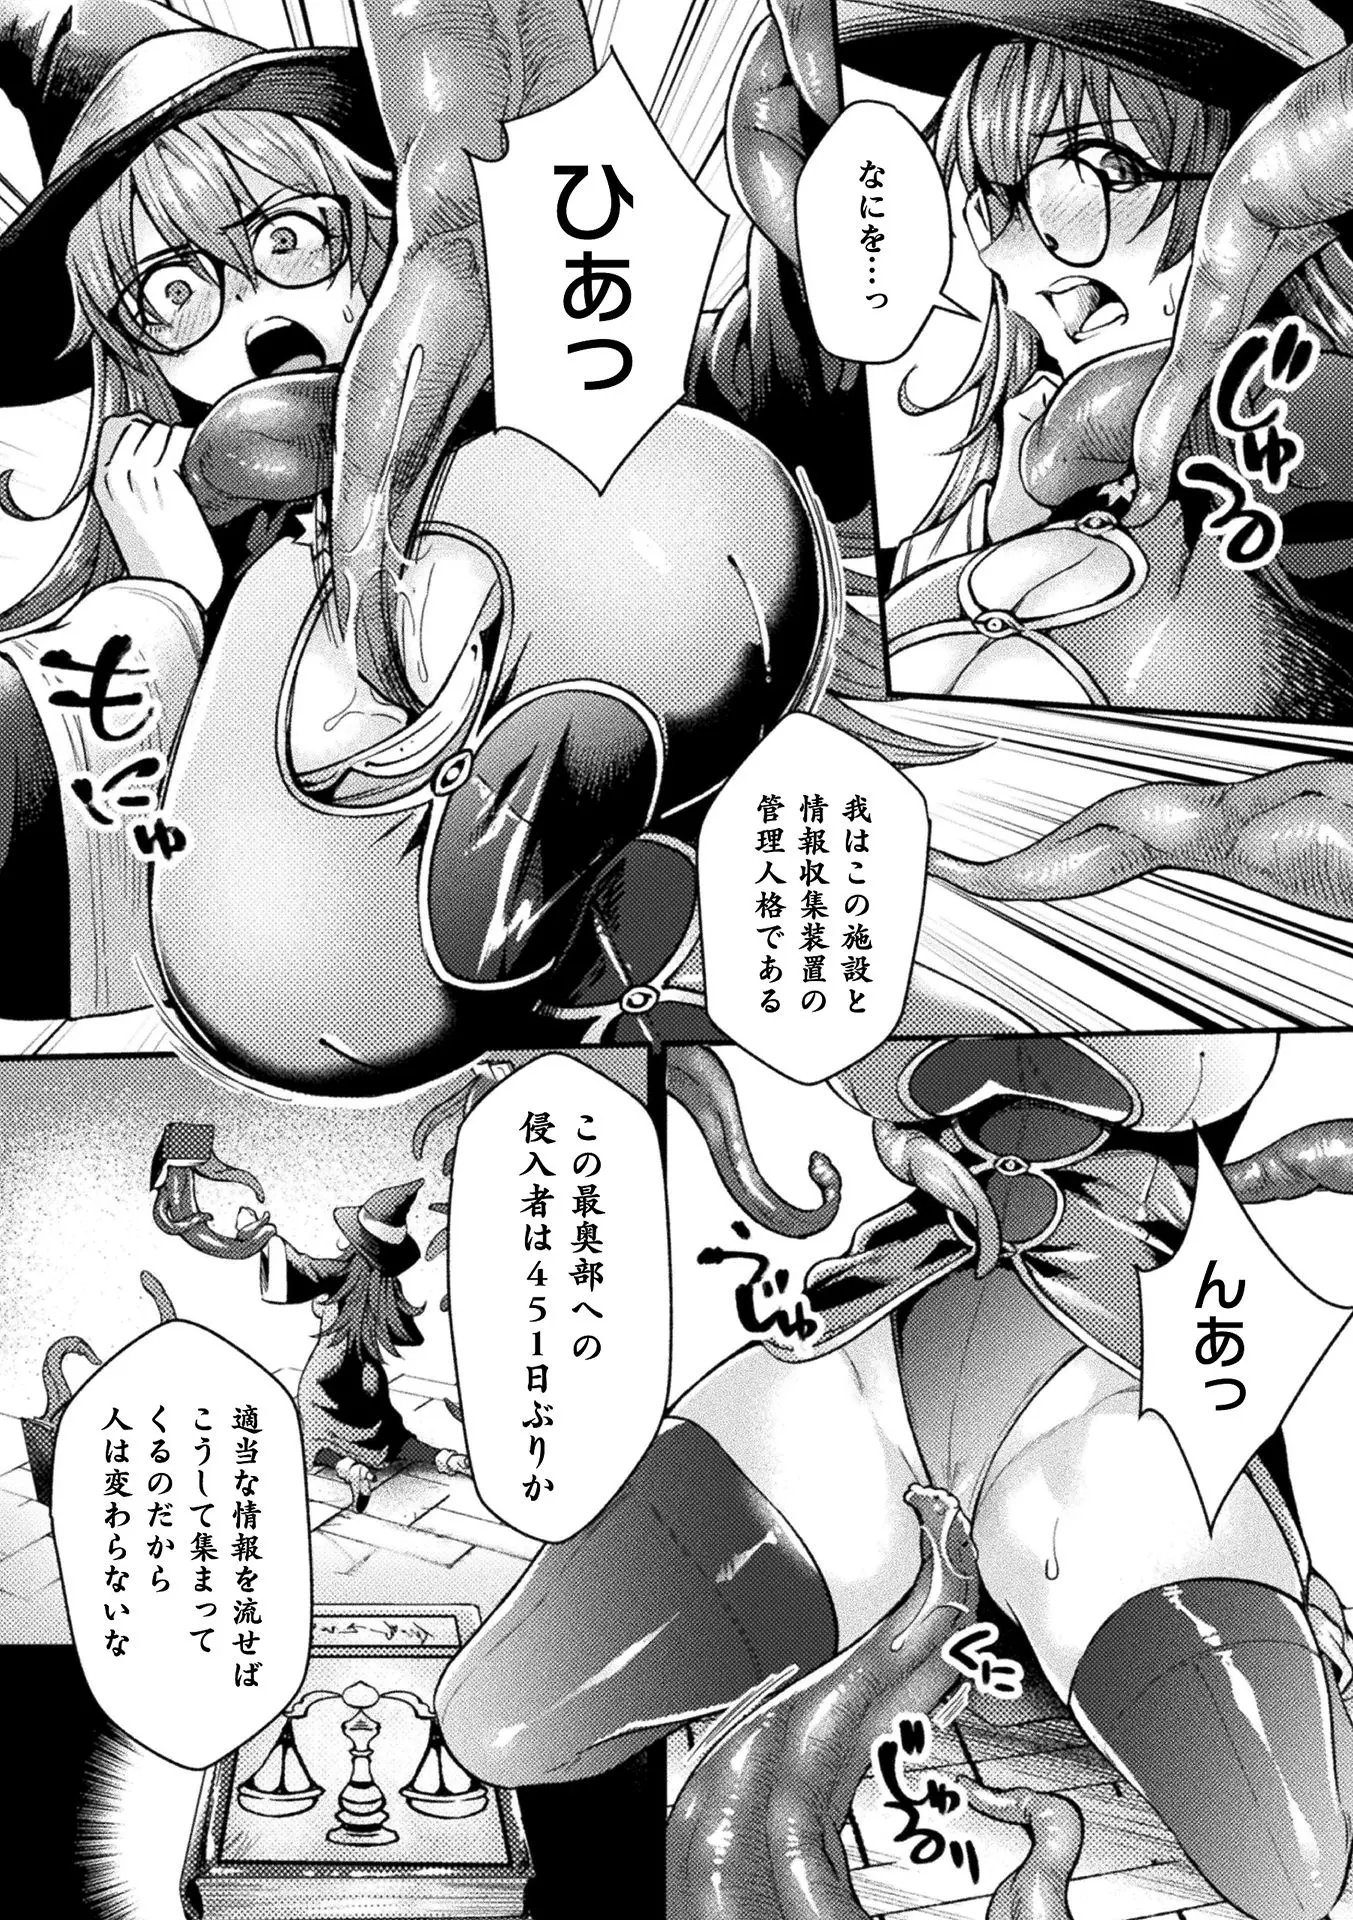 なにを…っ
じゅ
るる
ひあっ
もにゅ
我はこの施設と
情報収集装置の
管理人格である
んあっ
うじゅ
くに
じゅるっ
この最奥部への
侵入者は451日ぶりか
適当な情報を流せば
こうして集まって
くるのだから
人は変わらないな